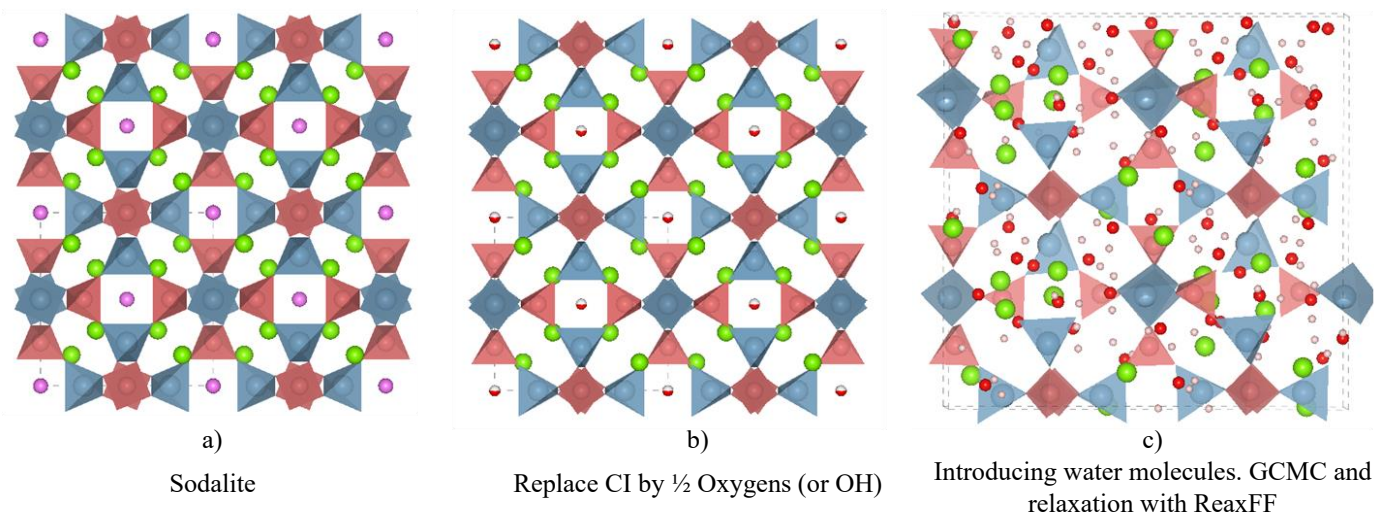 a)
b)
c)
Sodalite
Replace CI by ½ Oxygens (or OH)
Introducing water molecules. GCMC and
relaxation with ReaxFF